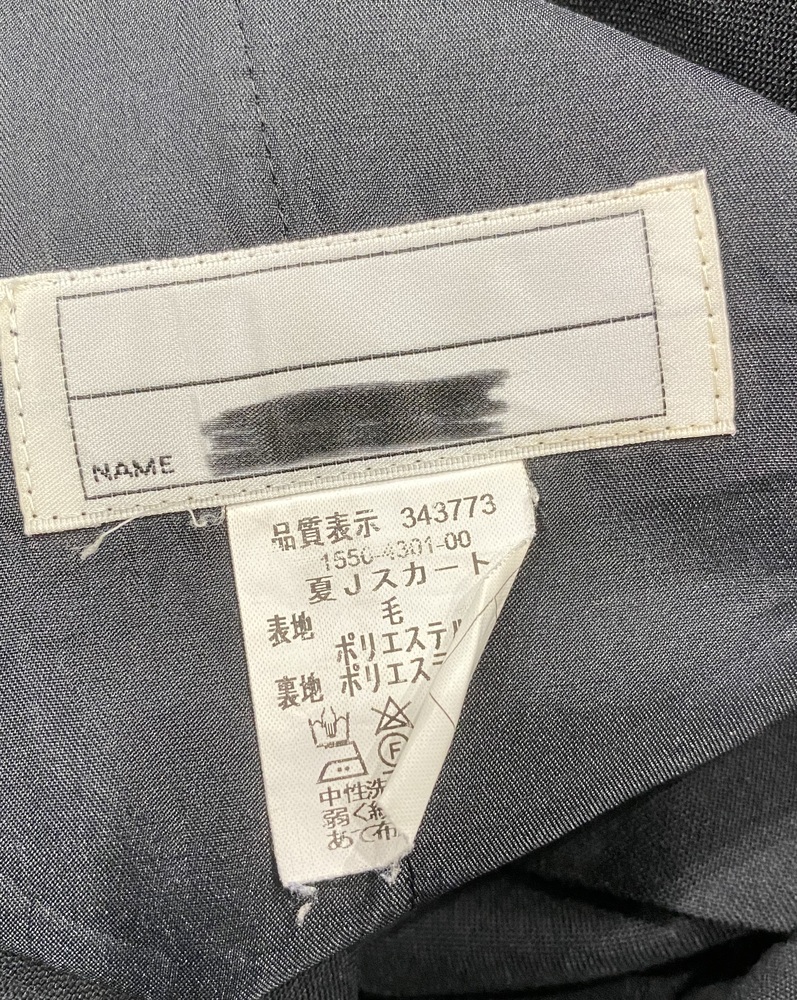 NAME
品質表示 343773
1550-4301-00
夏Jスカート
表地 毛
ポリエステル
裏地 ポリエステ
F
中性洗
弱く絞
あて布